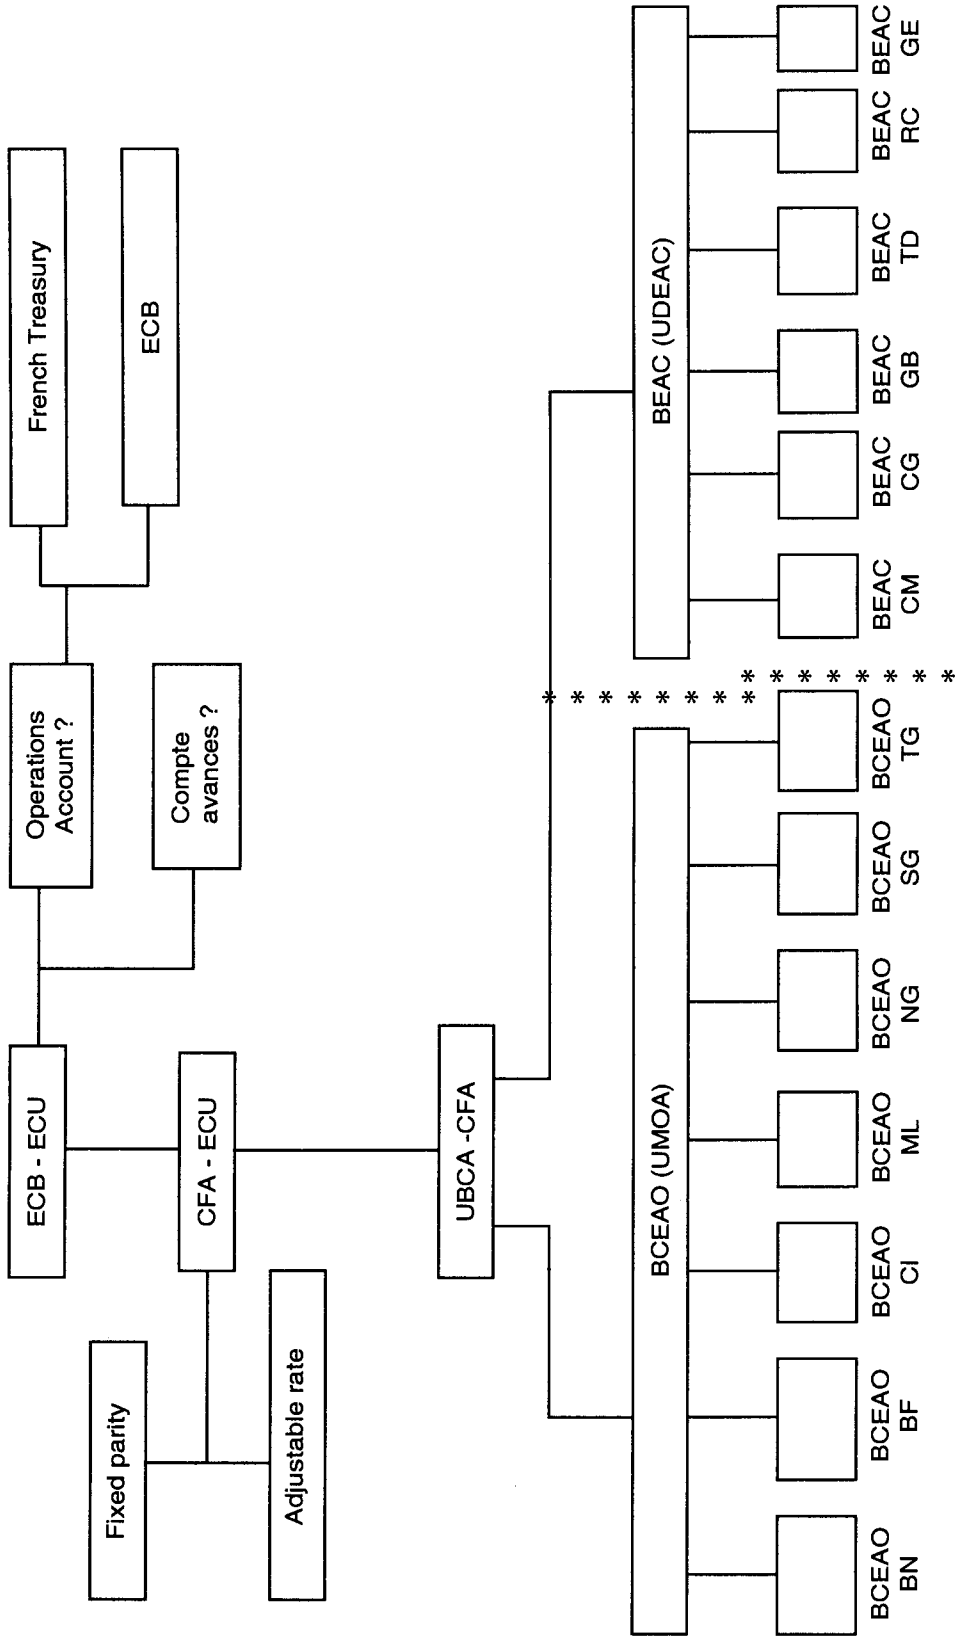 ECB - ECU
Operations
Account ?
French Treasury
Fixed parity
ECB
CFA - ECU
Compte
avances ?
Adjustable rate
UBCA -CFA
* * * * * * * *
* * * * * * * *
BCEAO (UMOA)
BEAC (UDEAC)
BCEAO
BN
BCEAO
BF
BCEAO
CI
BCEAO
ML
BCEAO
NG
BCEAO
SG
BCEAO
TG
BEAC
CM
BEAC
CG
BEAC
GB
BEAC
TD
BEAC
RC
BEAC
GE